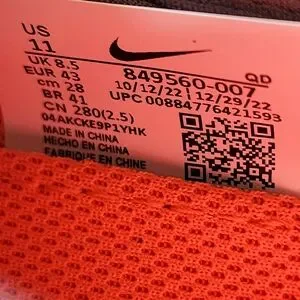 US
11
UK 8.5
EUR 43
cm 28
BR 41
CN 280(2.5)
849560-007 QD
10/12/22 | 12/29/22
UPC 00884776421593
04AKCKE9P1YHK
MADE IN CHINA
HECHO EN CHINA
FABRIQUE EN CHINE